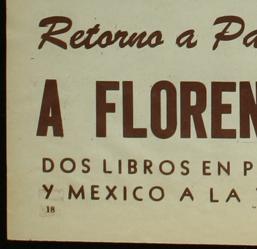 Retorno a Pa
A FLOREN
DOS LIBROS EN P
Y MEXICO A LA
18